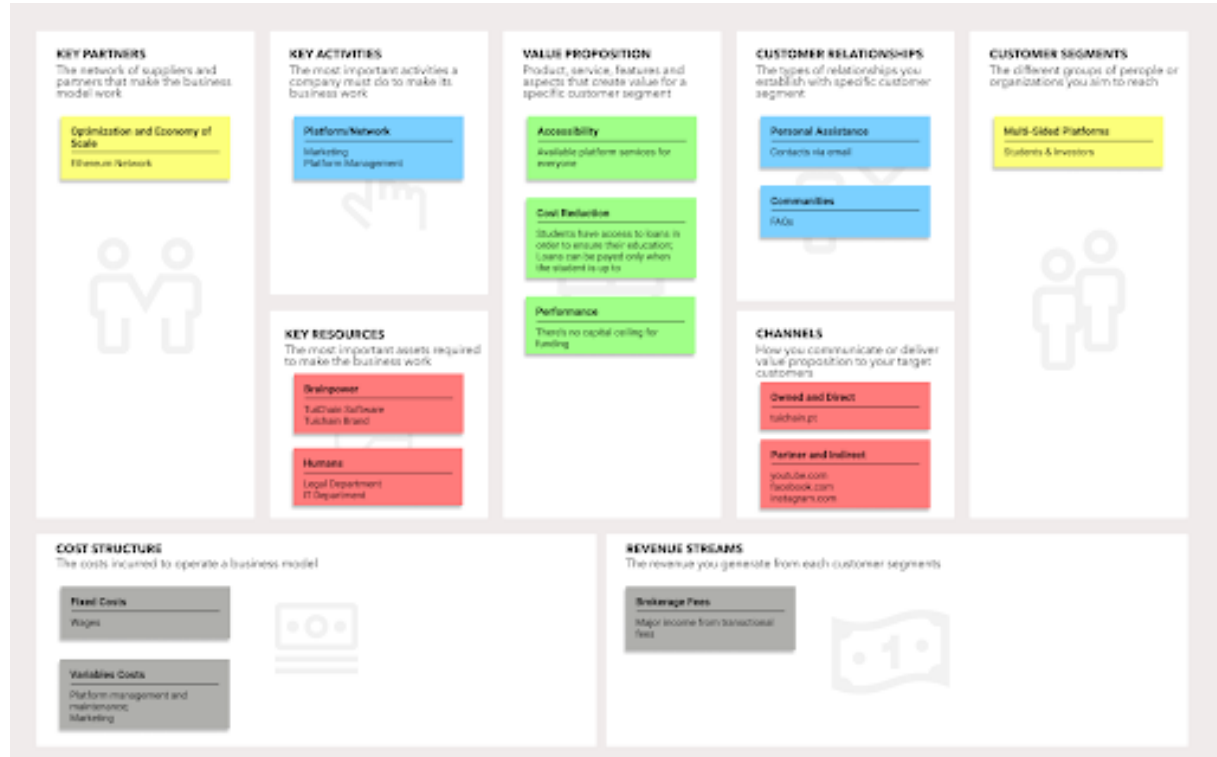 KEY PARTNERS
The network of suppliers and
partners that make the business
model work
Optimization and Economy of
Scale
Ethereum Network
KEY ACTIVITIES
The most important activities a
company must do to make its
business work
Platform/Network
Marketing
Platform Management
KEY RESOURCES
The most important assets required
to make the business work
Brainpower
TuiChain Software
Tuichain Brand
Humans
Legal Department
IT Department
VALUE PROPOSITION
Product, service, features and
aspects that create value for a
specific customer segment
Accessibility
Available platform services for
everyone
Cost Reduction
Students have access to loans in
order to ensure their education;
Loans can be payed only when
the student is up to
Performance
There's no capital ceiling for
funding
CUSTOMER RELATIONSHIPS
The types of relationships you
establish with specific customer
segment
Personal Assistance
Contacts via email
Communities
FAQs
CHANNELS
How you communicate or deliver
value proposition to your target
customers
Owned and Direct
tuichain.pt
Partner and Indirect
youtube.com
facebook.com
instagram.com
CUSTOMER SEGMENTS
The different groups of perople or
organizations you aim to reach
Multi-Sided Platforms
Students & Investors
COST STRUCTURE
The costs incurred to operate a business model
Fixed Costs
Wages
Variables Costs
Platform management and
maintenance;
Marketing
REVENUE STREAMS
The revenue you generate from each customer segments
Brokerage Fees
Major income from transctional
fees
1